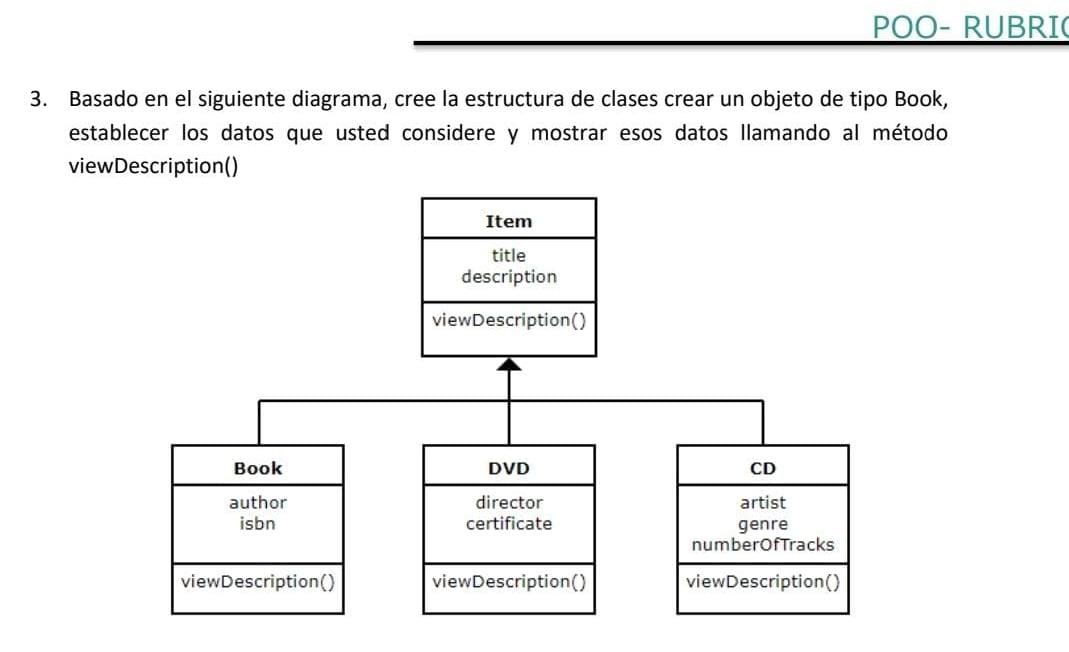 POO- RUBRIC
3. Basado en el siguiente diagrama, cree la estructura de clases crear un objeto de tipo Book,
establecer los datos que usted considere y mostrar esos datos llamando al método
viewDescription()
Item
title
description
viewDescription()
Book
author
isbn
viewDescription()
DVD
director
certificate
viewDescription()
CD
artist
genre
numberOfTracks
viewDescription()